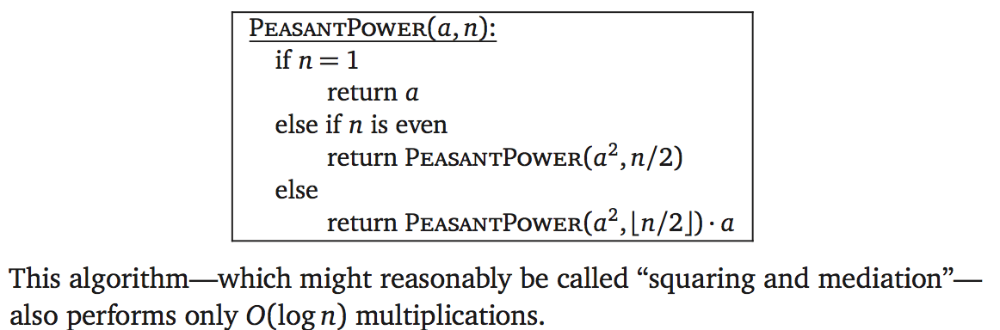 PEASANTPOWER(a, n):
if n = 1
return a
else if n is even
return PEASANTPOWER(a², n/2)
else
return PEASANTPOWER(a², ⌊n/2⌋) · a
This algorithm—which might reasonably be called “squaring and mediation”—
also performs only O(log n) multiplications.